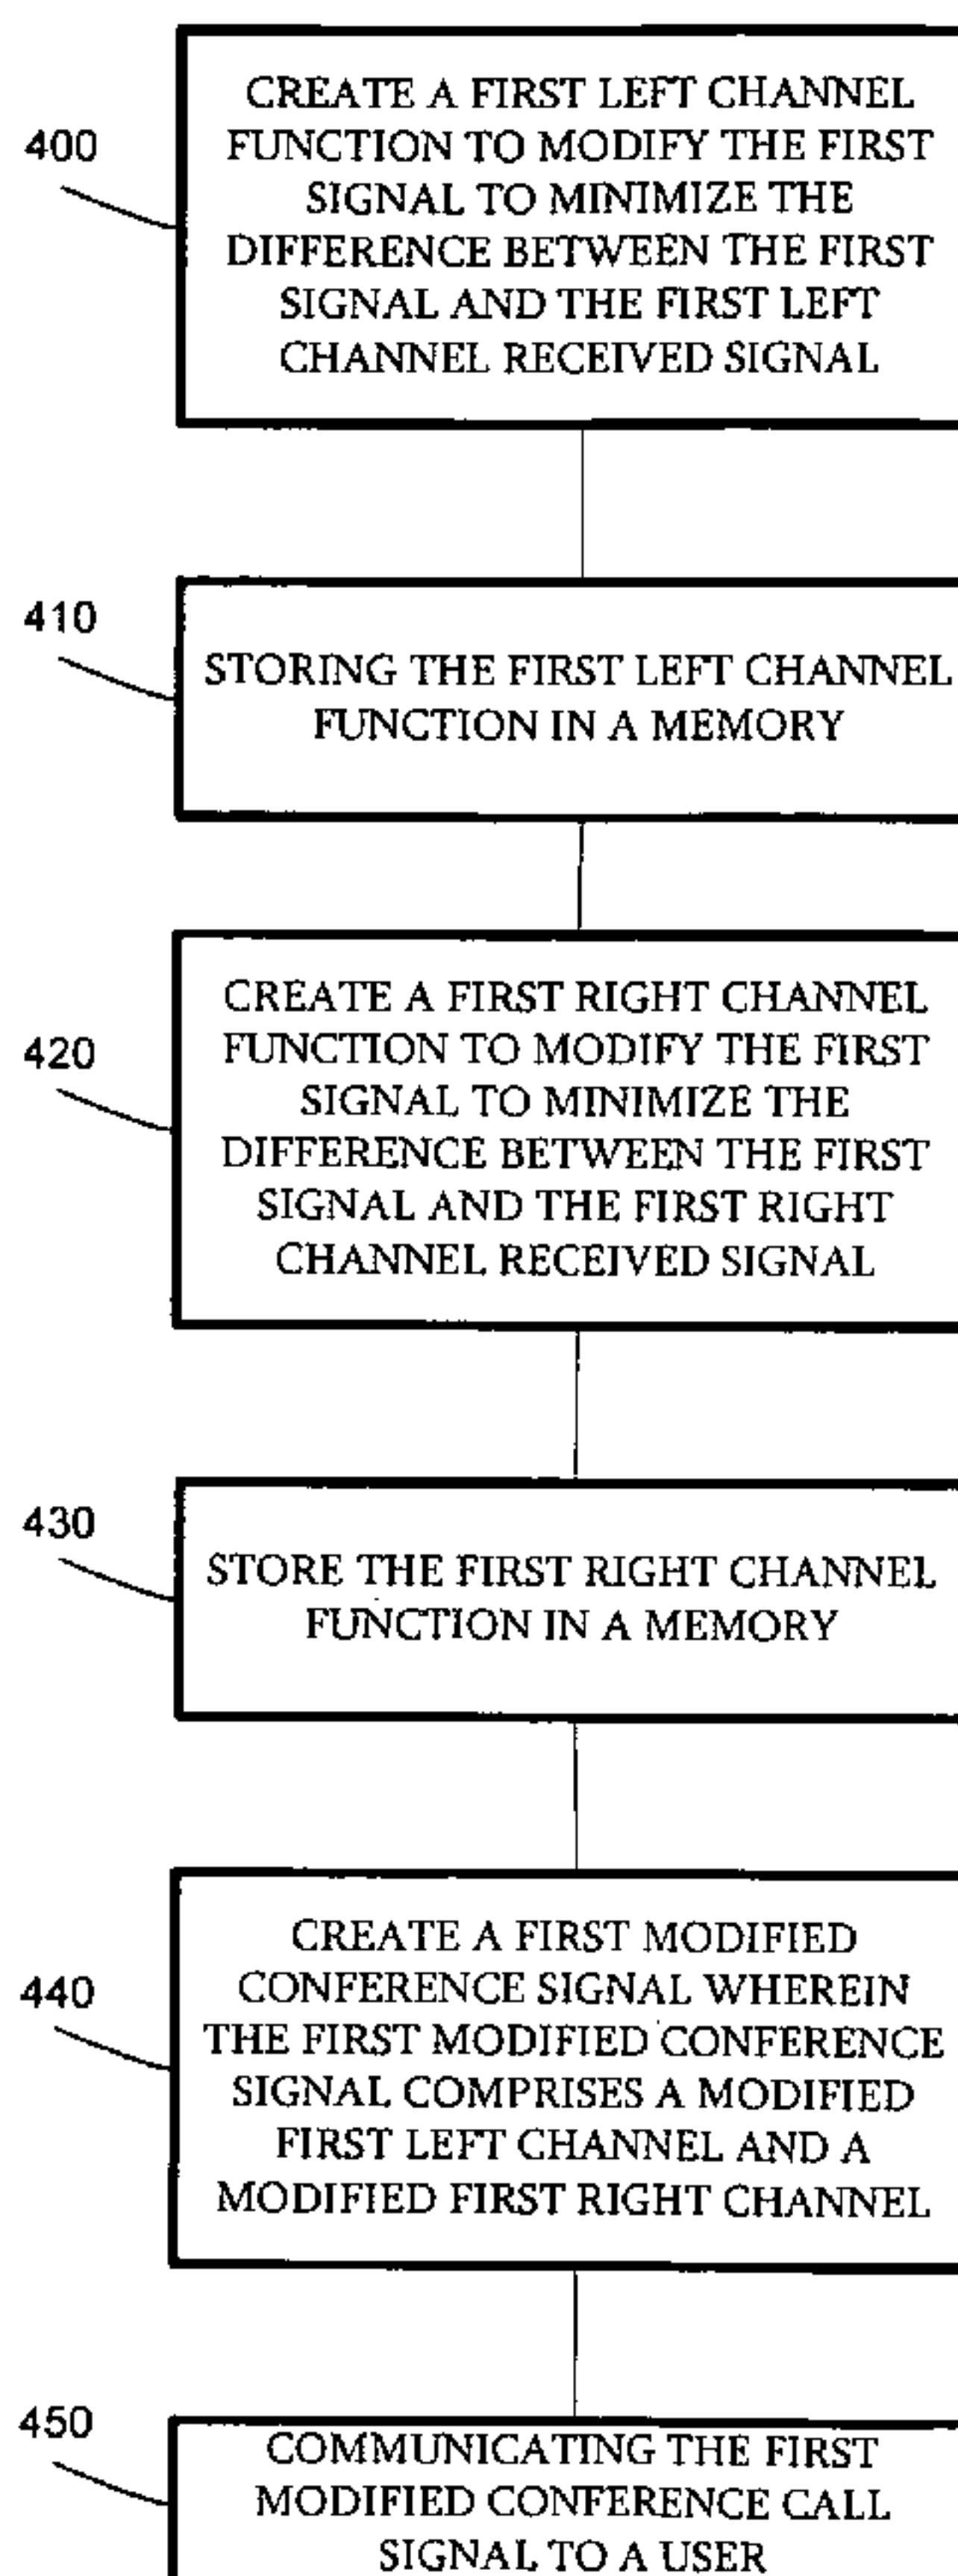 400
CREATE A FIRST LEFT CHANNEL
FUNCTION TO MODIFY THE FIRST
SIGNAL TO MINIMIZE THE
DIFFERENCE BETWEEN THE FIRST
SIGNAL AND THE FIRST LEFT
CHANNEL RECEIVED SIGNAL
410
STORING THE FIRST LEFT CHANNEL
FUNCTION IN A MEMORY
420
CREATE A FIRST RIGHT CHANNEL
FUNCTION TO MODIFY THE FIRST
SIGNAL TO MINIMIZE THE
DIFFERENCE BETWEEN THE FIRST
SIGNAL AND THE FIRST RIGHT
CHANNEL RECEIVED SIGNAL
430
STORE THE FIRST RIGHT CHANNEL
FUNCTION IN A MEMORY
440
CREATE A FIRST MODIFIED
CONFERENCE SIGNAL WHEREIN
THE FIRST MODIFIED CONFERENCE
SIGNAL COMPRISES A MODIFIED
FIRST LEFT CHANNEL AND A
MODIFIED FIRST RIGHT CHANNEL
450
COMMUNICATING THE FIRST
MODIFIED CONFERENCE CALL
SIGNAL TO A USER